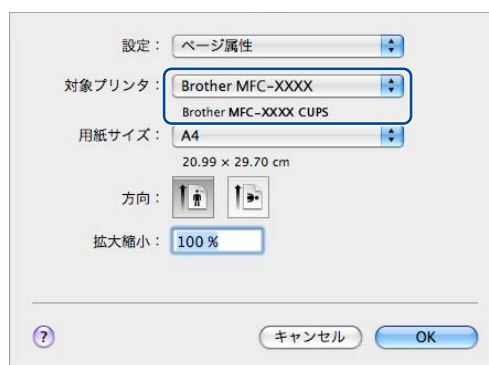 設定： ページ属性
対象プリンタ： Brother MFC-XXXX
Brother MFC-XXXX CUPS
用紙サイズ： A4
20.99 × 29.70 cm
方向：
拡大縮小： 100 %
? キャンセル OK